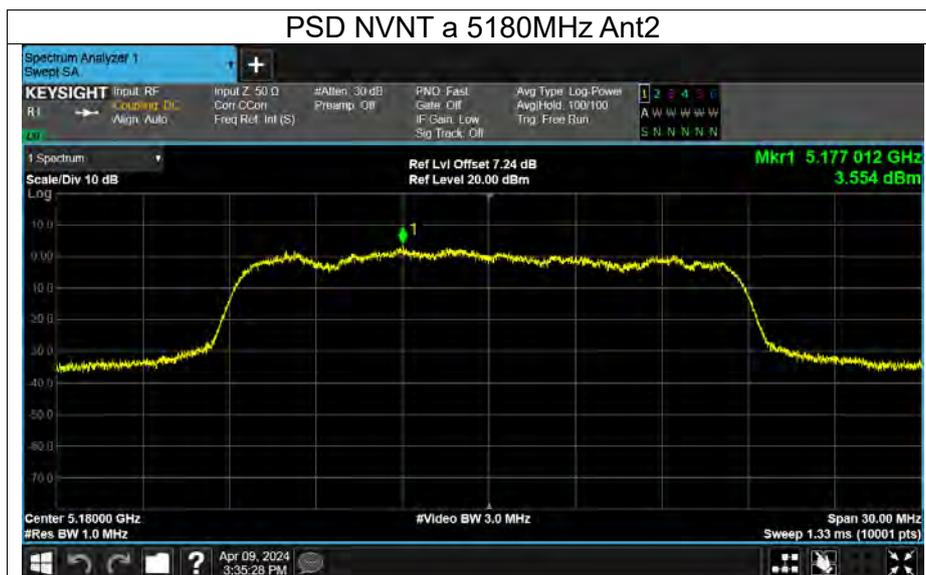 PSD NVNT a 5180MHz Ant2
Spectrum Analyzer 1
Swept SA
+
KEYSIGHT Input: RF Input Z: 50 Ω #Atten: 30 dB PNO: Fast Avg Type: Log-Power 1 2 3 4 5 6
Coupling: DC Corr CCorr Preamp: Off Gate: Off Avg|Hold: 100/100 A W W W W W
Align: Auto Freq Ref: Int (S) IF Gain: Low Trig: Free Run
Sig Track: Off S N N N N N
1 Spectrum Ref Lvl Offset 7.24 dB Mkr1 5.177 012 GHz
Scale/Div 10 dB Ref Level 20.00 dBm 3.554 dBm
Log
10.0
1
0.00
-10.0
-20.0
-30.0
-40.0
-50.0
-60.0
-70.0
Center 5.18000 GHz #Video BW 3.0 MHz Span 30.00 MHz
#Res BW 1.0 MHz Sweep 1.33 ms (10001 pts)
? Apr 09, 2024
3:35:28 PM